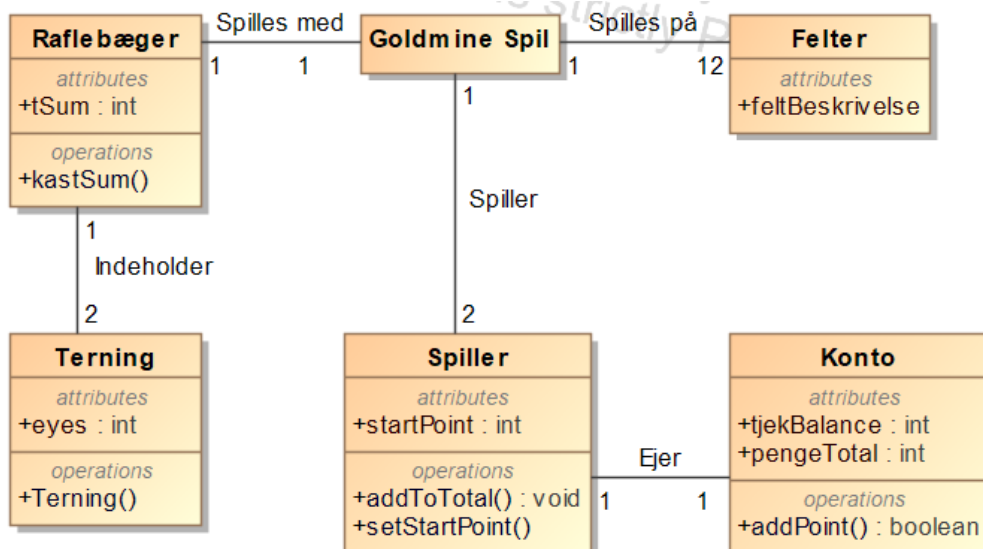 is strictly P
Raflebæger
attributes
+tSum : int
operations
+kastSum()
Spilles med
1 1
Goldmine Spil
Spilles på
1 12
Felter
attributes
+feltBeskrivelse
1
Indeholder
2
1
Spiller
2
Terning
attributes
+eyes : int
operations
+Terning()
Spiller
attributes
+startPoint : int
operations
+addToTotal() : void
+setStartPoint()
Ejer
1 1
Konto
attributes
+tjekBalance : int
+pengeTotal : int
operations
+addPoint() : boolean